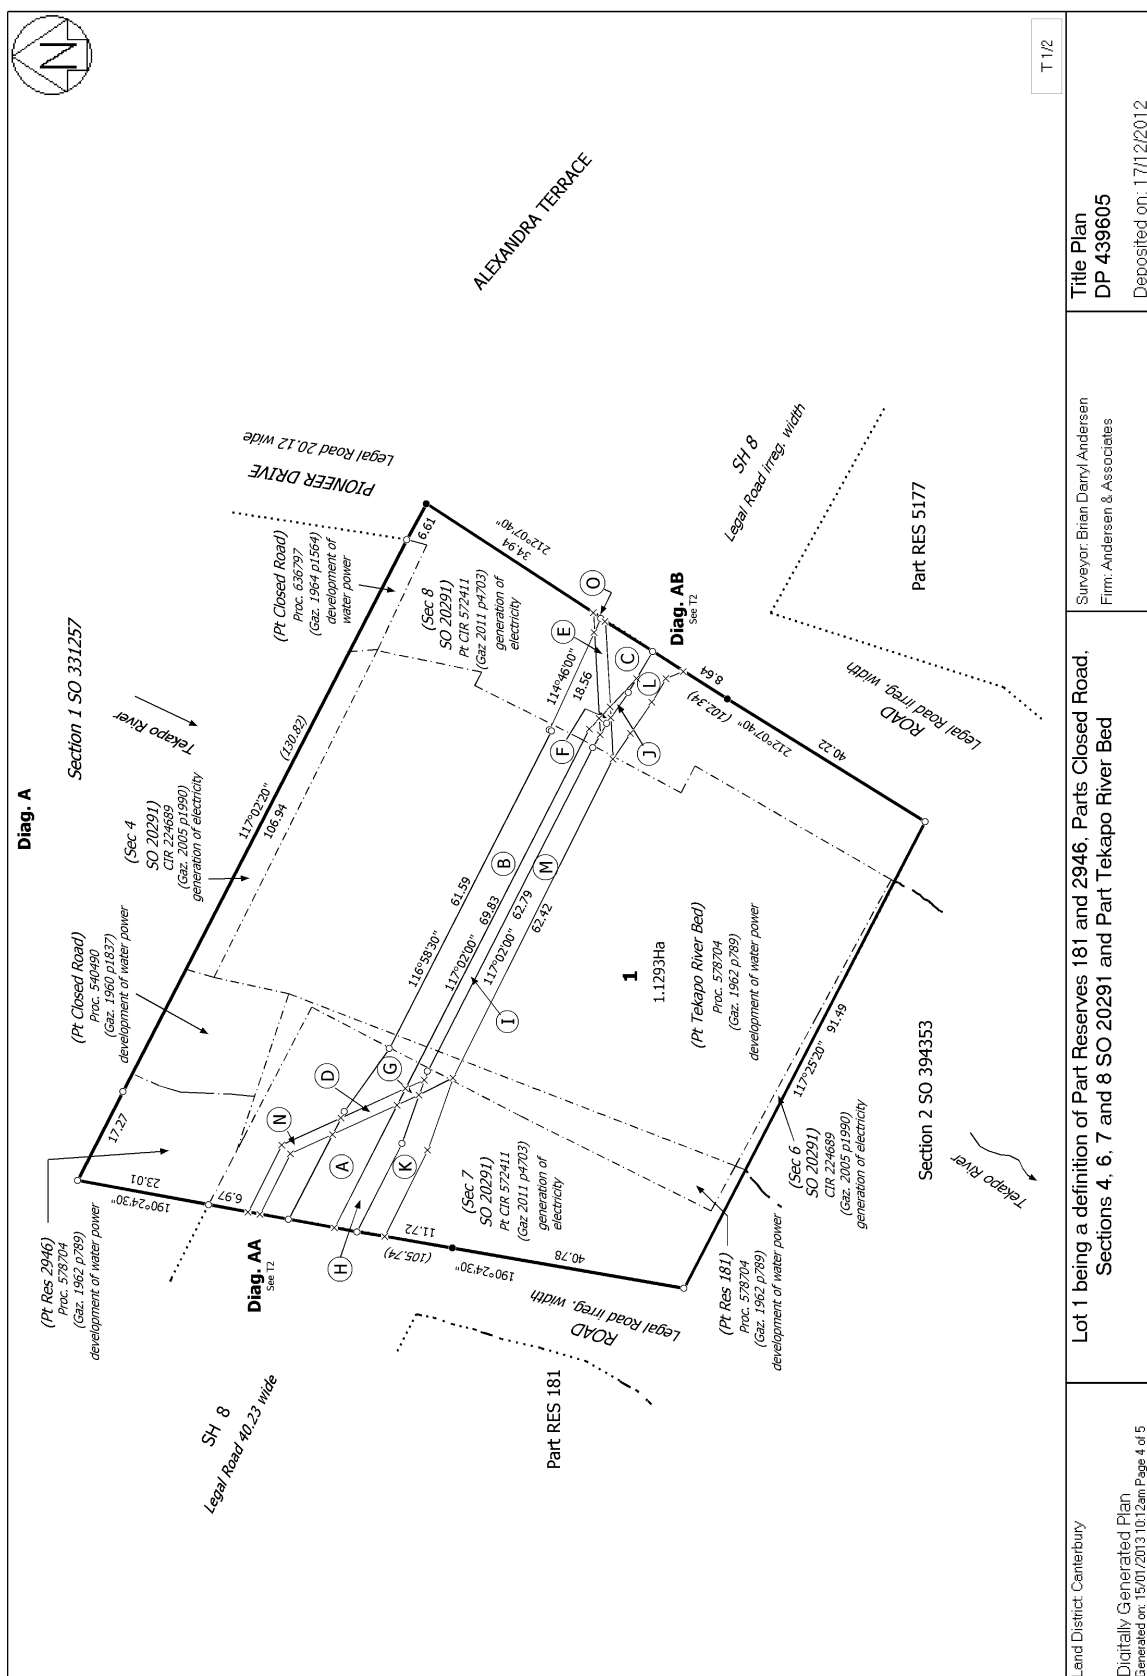 N
T 1/2
Diag. A
Section 1 SO 331257
Tekapo River
ALEXANDRA TERRACE
PIONEER DRIVE
Legal Road 20.12 wide
(Pt Closed Road)
Proc. 636797
(Gaz. 1964 p1564)
development of
water power
(Sec 4
SO 20291)
CIR 224689
(Gaz. 2005 p1990)
generation of electricity
(Pt Closed Road)
Proc. 540490
(Gaz. 1960 p1837)
development of water power
(Pt Res 2946)
Proc. 578704
(Gaz. 1962 p789)
development of water power
17.27
117°02'20"
106.94
(130.82)
6.61
34.94
212°07'40"
(Sec 8
SO 20291)
Pt CIR 572411
(Gaz 2011 p4703)
generation of
electricity
114°46'00"
18.56
SH 8
Legal Road irreg. width
Part RES 5177
Diag. AB
See T2
8.64
(102.34)
212°07'40"
40.22
ROAD
Legal Road Irreg. width
190°24'30"
23.01
6.97
Diag. AA
See T2
N
D
A
G
K
H
I
B
M
F
E
O
C
L
J
116°58'30"
61.59
117°02'00"
69.83
117°02'00"
62.79
62.42
1
1.1293Ha
(Pt Tekapo River Bed)
Proc. 578704
(Gaz. 1962 p789)
development of water power
(Sec 7
SO 20291)
Pt CIR 572411
(Gaz 2011 p4703)
generation of
electricity
11.72
(105.74)
190°24'30"
40.78
ROAD
Legal Road Irreg. width
SH 8
Legal Road 40.23 wide
Part RES 181
(Pt Res 181)
Proc. 578704
(Gaz. 1962 p789)
development of water power
(Sec 6
SO 20291)
CIR 224689
(Gaz. 2005 p1990)
generation of electricity
117°25'20"
91.49
Section 2 SO 394353
Tekapo River
Land District: Canterbury
Digitally Generated Plan
Generated on: 15/01/2013 10:12am Page 4 of 5
Lot 1 being a definition of Part Reserves 181 and 2946, Parts Closed Road,
Sections 4, 6, 7 and 8 SO 20291 and Part Tekapo River Bed
Surveyor: Brian Darryl Andersen
Firm: Andersen & Associates
Title Plan
DP 439605
Deposited on: 17/12/2012